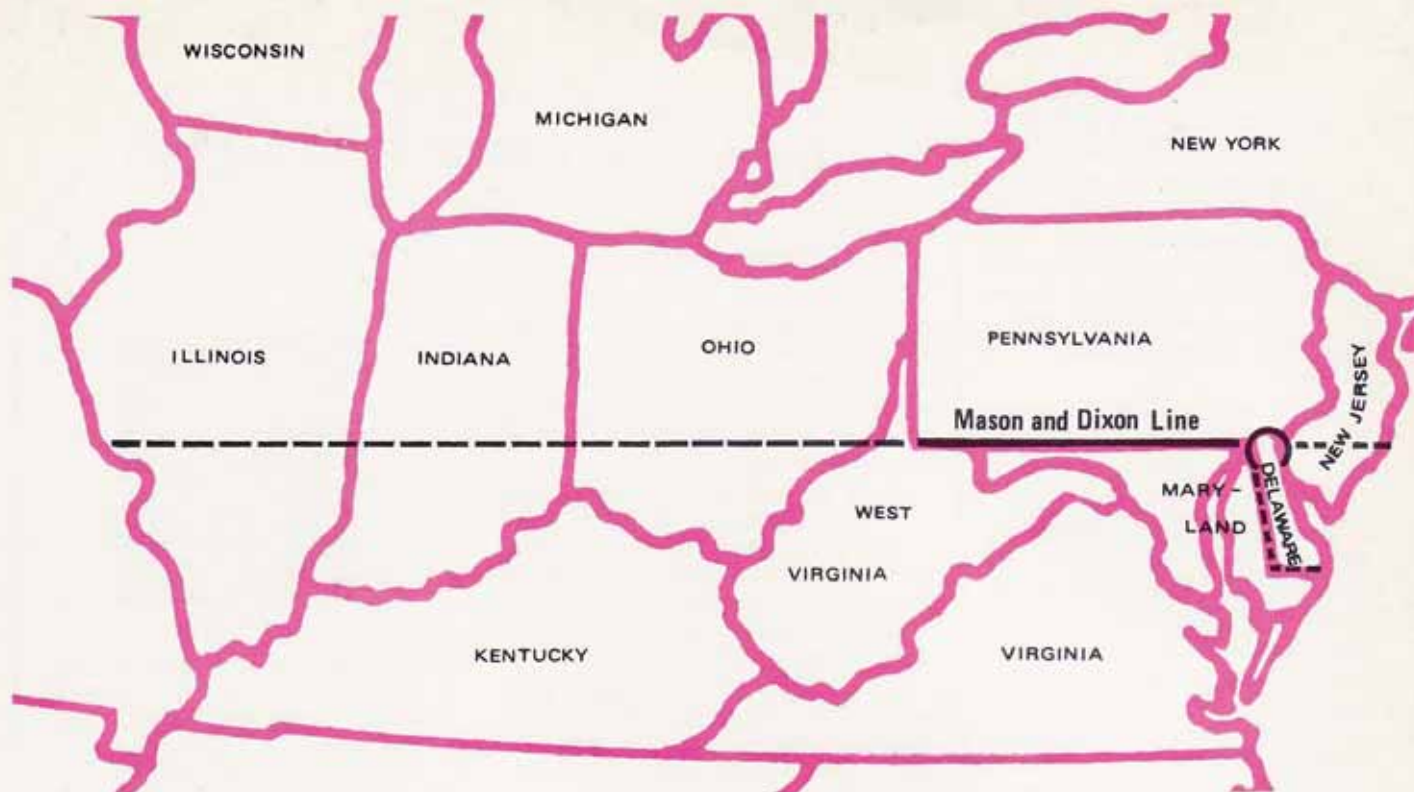 WISCONSIN
MICHIGAN
NEW YORK
ILLINOIS
INDIANA
OHIO
PENNSYLVANIA
NEW JERSEY
Mason and Dixon Line
MARY-
LAND
DELAWARE
WEST
VIRGINIA
KENTUCKY
VIRGINIA